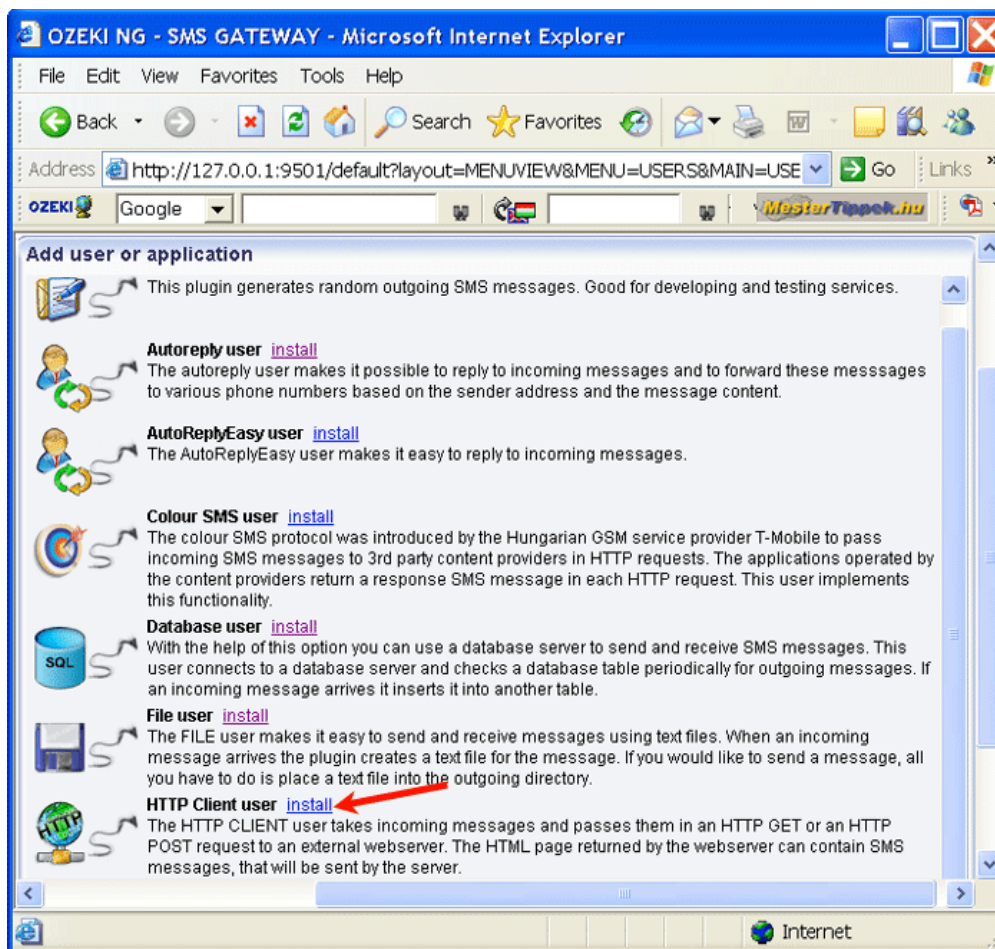 OZEKI NG - SMS GATEWAY - Microsoft Internet Explorer
File Edit View Favorites Tools Help
Back Search Favorites W
Address http://127.0.0.1:9501/default?layout=MENUVIEW&MENU=USERS&MAIN=USE Go Links »
OZEKI Google MesterTippek.hu
Add user or application
This plugin generates random outgoing SMS messages. Good for developing and testing services.
Autoreply user install
The autoreply user makes it possible to reply to incoming messages and to forward these messsages
to various phone numbers based on the sender address and the message content.
AutoReplyEasy user install
The AutoReplyEasy user makes it easy to reply to incoming messages.
Colour SMS user install
The colour SMS protocol was introduced by the Hungarian GSM service provider T-Mobile to pass
incoming SMS messages to 3rd party content providers in HTTP requests. The applications operated by
the content providers return a response SMS message in each HTTP request. This user implements
this functionality.
Database user install
SQL
With the help of this option you can use a database server to send and receive SMS messages. This
user connects to a database server and checks a database table periodically for outgoing messages. If
an incoming message arrives it inserts it into another table.
File user install
The FILE user makes it easy to send and receive messages using text files. When an incoming
message arrives the plugin creates a text file for the message. If you would like to send a message, all
you have to do is place a text file into the outgoing directory.
HTTP Client user install
HTTP
The HTTP CLIENT user takes incoming messages and passes them in an HTTP GET or an HTTP
POST request to an external webserver. The HTML page returned by the webserver can contain SMS
messages, that will be sent by the server.
Internet